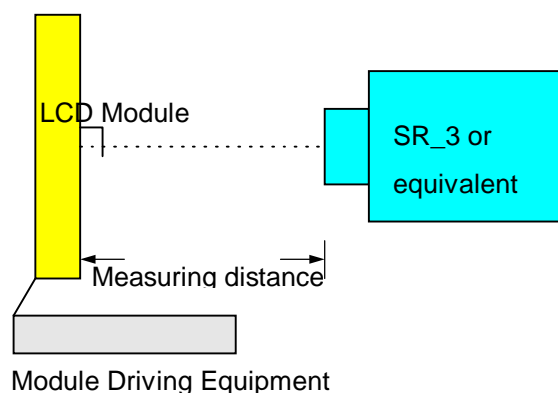 LCD Module
SR_3 or
equivalent
Measuring distance
Module Driving Equipment